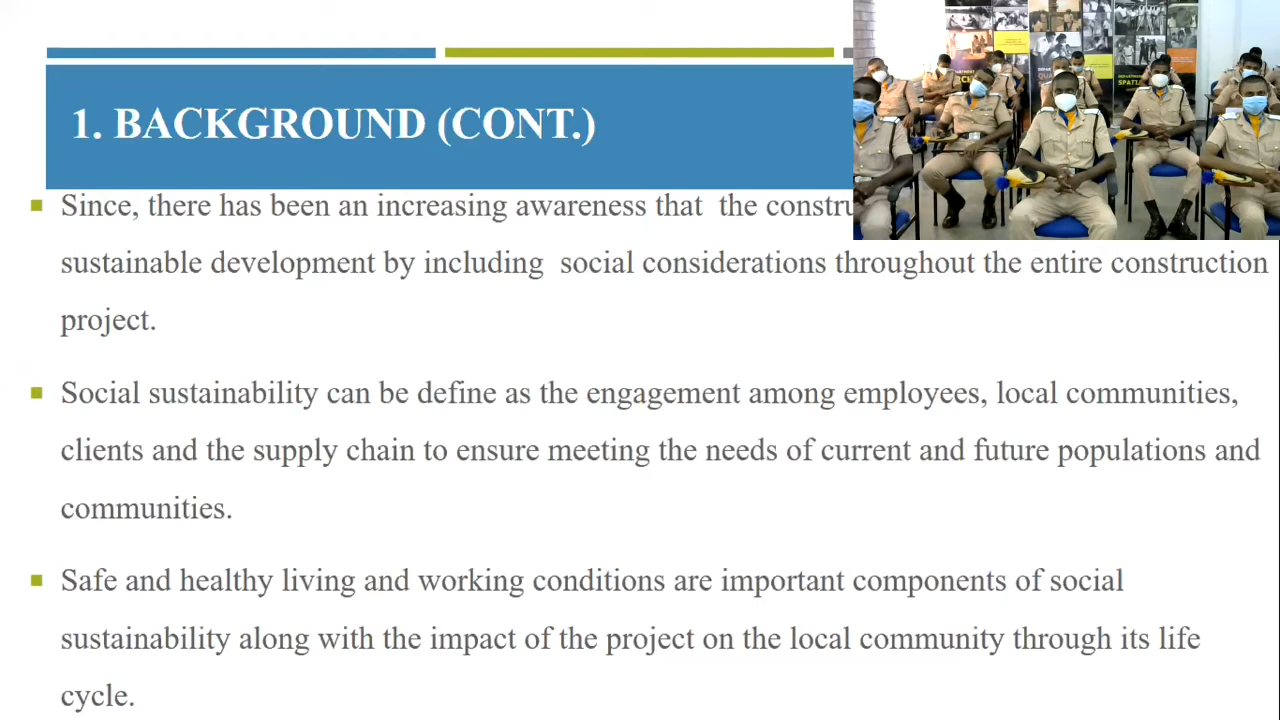 1. BACKGROUND (CONT.)
Since, there has been an increasing awareness that the
sustainable development by including social considerations throughout the entire construction
project.
Social sustainability can be define as the engagement among employees, local communities,
clients and the supply chain to ensure meeting the needs of current and future populations and
communities.
Safe and healthy living and working conditions are important components of social
sustainability along with the impact of the project on the local community through its life
cycle.